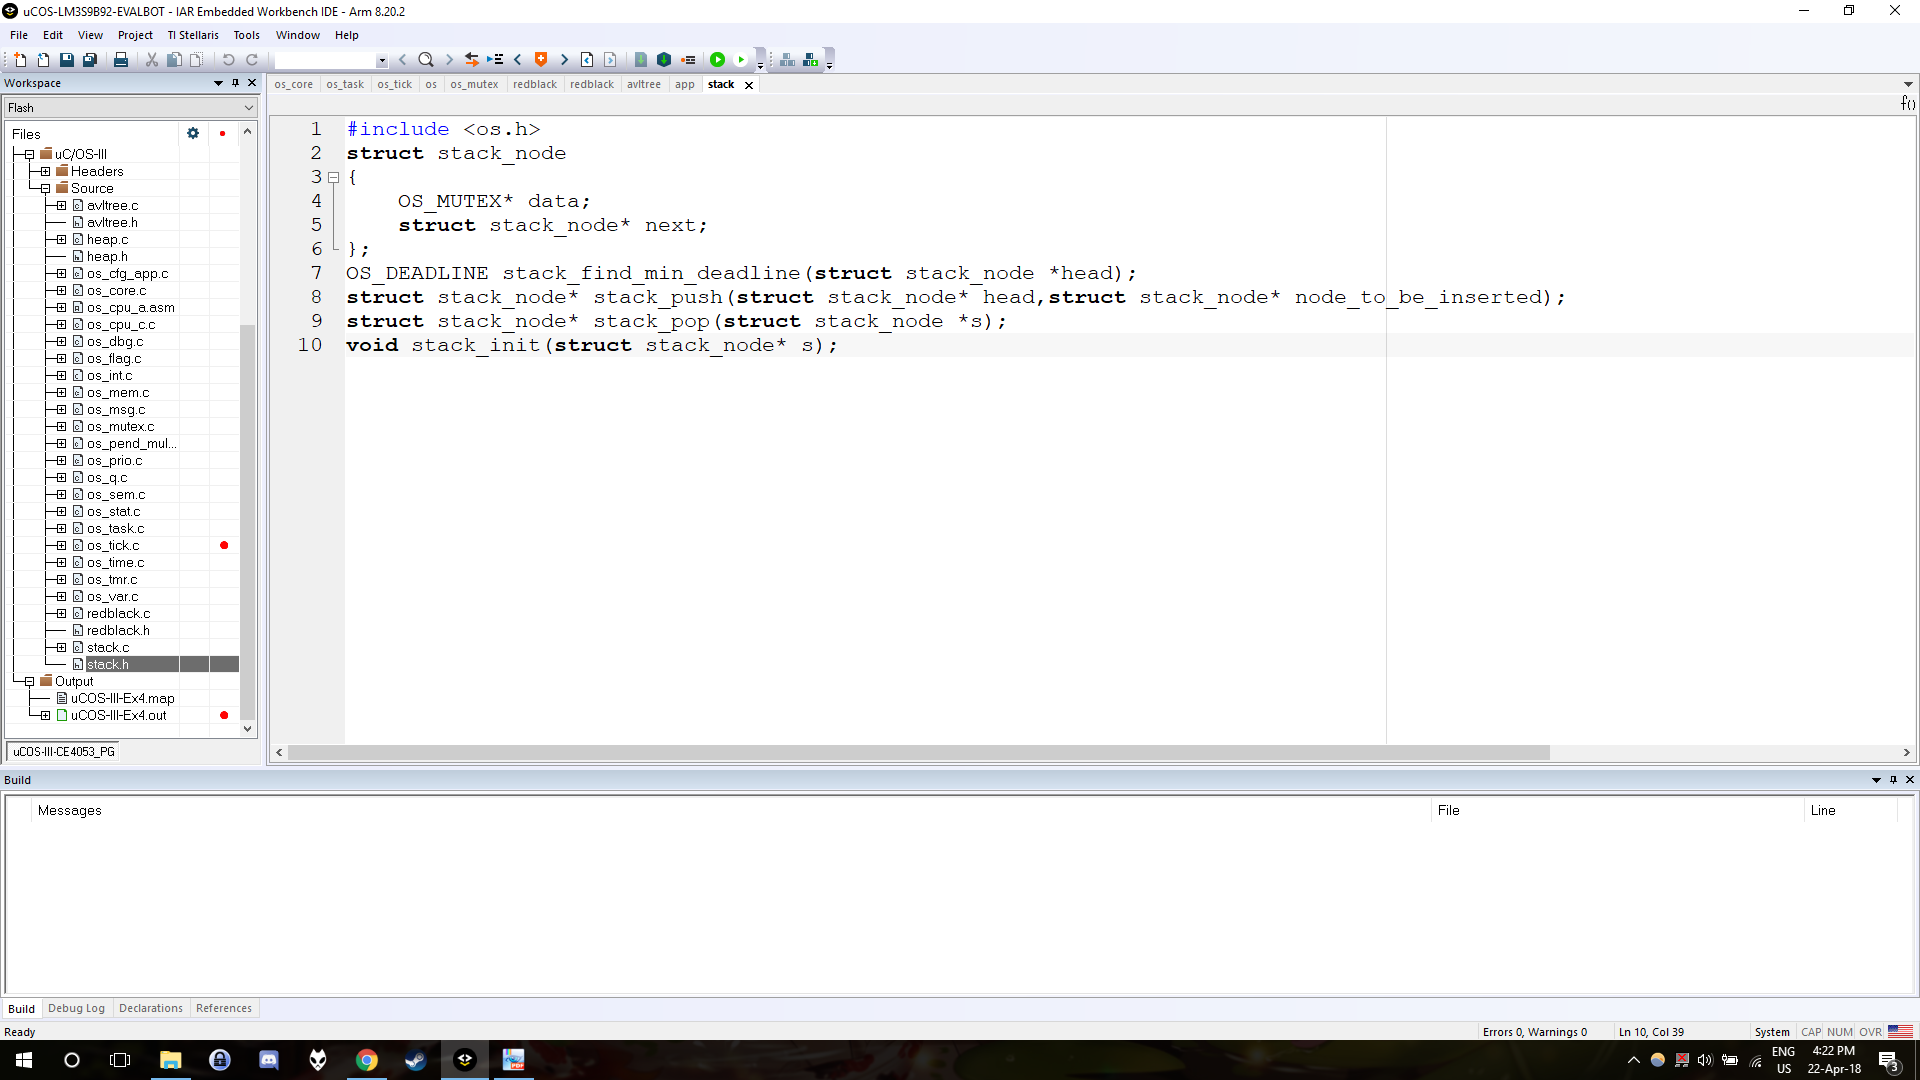 uCOS-LM3S9B92-EVALBOT - IAR Embedded Workbench IDE - Arm 8.20.2
File Edit View Project TI Stellaris Tools Window Help
Workspace
Flash
Files
uC/OS-III
Headers
Source
avltree.c
avltree.h
heap.c
heap.h
os_cfg_app.c
os_core.c
os_cpu_a.asm
os_cpu_c.c
os_dbg.c
os_flag.c
os_int.c
os_mem.c
os_msg.c
os_mutex.c
os_pend_mul...
os_prio.c
os_q.c
os_sem.c
os_stat.c
os_task.c
os_tick.c
os_time.c
os_tmr.c
os_var.c
redblack.c
redblack.h
stack.c
stack.h
Output
uCOS-III-Ex4.map
uCOS-III-Ex4.out
uCOS-III-CE4053_PG
os_core os_task os_tick os os_mutex redblack redblack avltree app stack
f()
1 #include <os.h>
2 struct stack_node
3 {
4 OS_MUTEX* data;
5 struct stack_node* next;
6 };
7 OS_DEADLINE stack_find_min_deadline(struct stack_node *head);
8 struct stack_node* stack_push(struct stack_node* head,struct stack_node* node_to_be_inserted);
9 struct stack_node* stack_pop(struct stack_node *s);
10 void stack_init(struct stack_node* s);
Build
Messages File Line
Build Debug Log Declarations References
Ready Errors 0, Warnings 0 Ln 10, Col 39 System CAP NUM OVR
ENG
US
4:22 PM
22-Apr-18
3